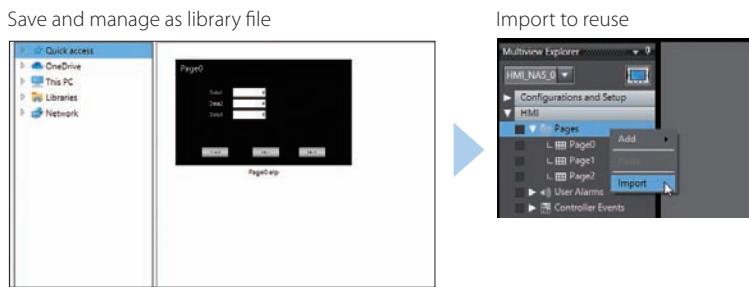 Save and manage as library file
Import to reuse
Quick access
OneDrive
This PC
Libraries
Network
Page0
Page0.eip
Multiview Explorer
HMI_NA5_0
Configurations and Setup
HMI
Pages
Add
Page0
Page1
Page2
Import
User Alarms
Controller Events